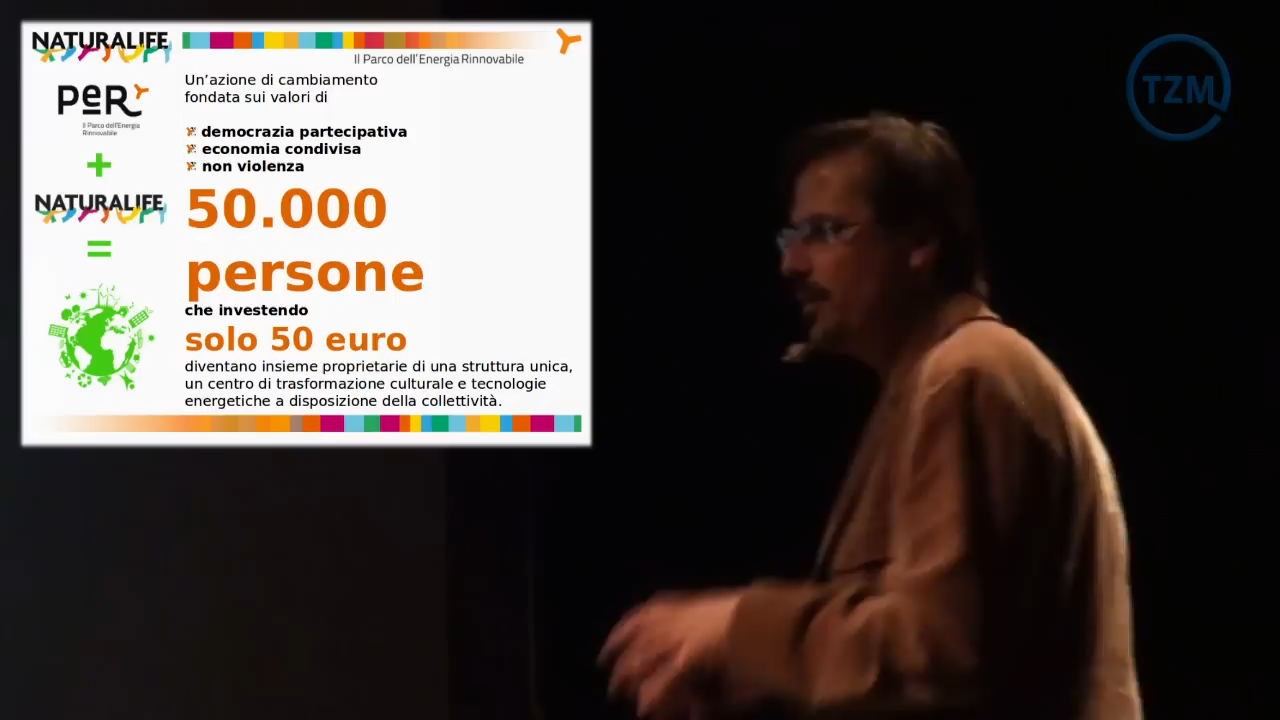 NATURALIFE
Il Parco dell'Energia Rinnovabile
PER
Il Parco dell'Energia
Rinnovabile
+
NATURALIFE
=
Un'azione di cambiamento
fondata sui valori di
democrazia partecipativa
economia condivisa
non violenza
50.000
persone
che investendo
solo 50 euro
diventano insieme proprietarie di una struttura unica,
un centro di trasformazione culturale e tecnologie
energetiche a disposizione della collettività.
TZM